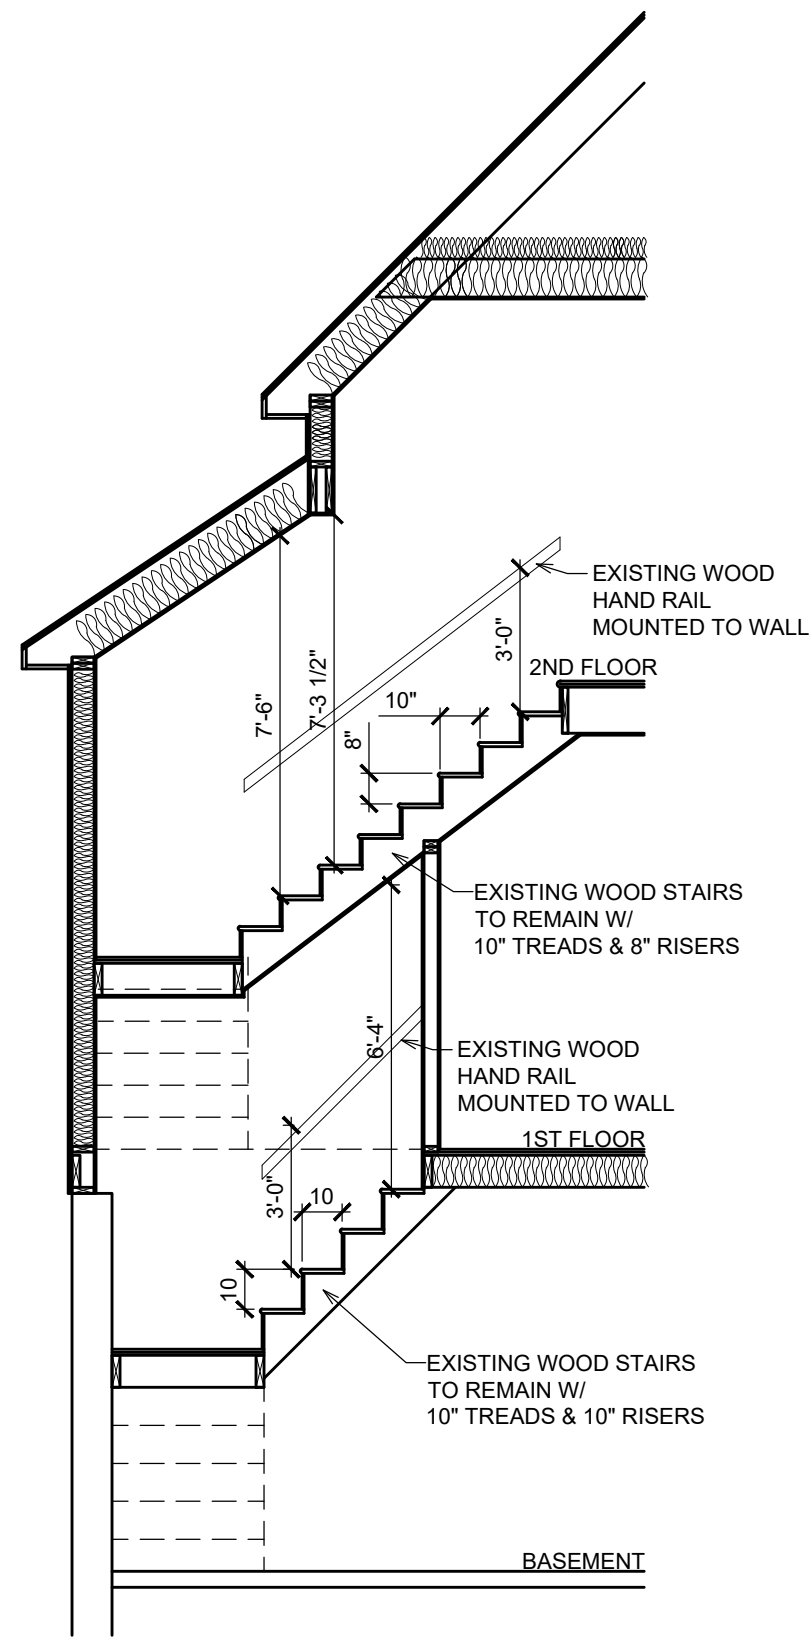 EXISTING WOOD
HAND RAIL
MOUNTED TO WALL
3'-0"
2ND FLOOR
10"
7'-6"
7'-3 1/2"
8"
EXISTING WOOD STAIRS
TO REMAIN W/
10" TREADS & 8" RISERS
6'-4"
EXISTING WOOD
HAND RAIL
MOUNTED TO WALL
1ST FLOOR
3'-0"
10
10
EXISTING WOOD STAIRS
TO REMAIN W/
10" TREADS & 10" RISERS
BASEMENT